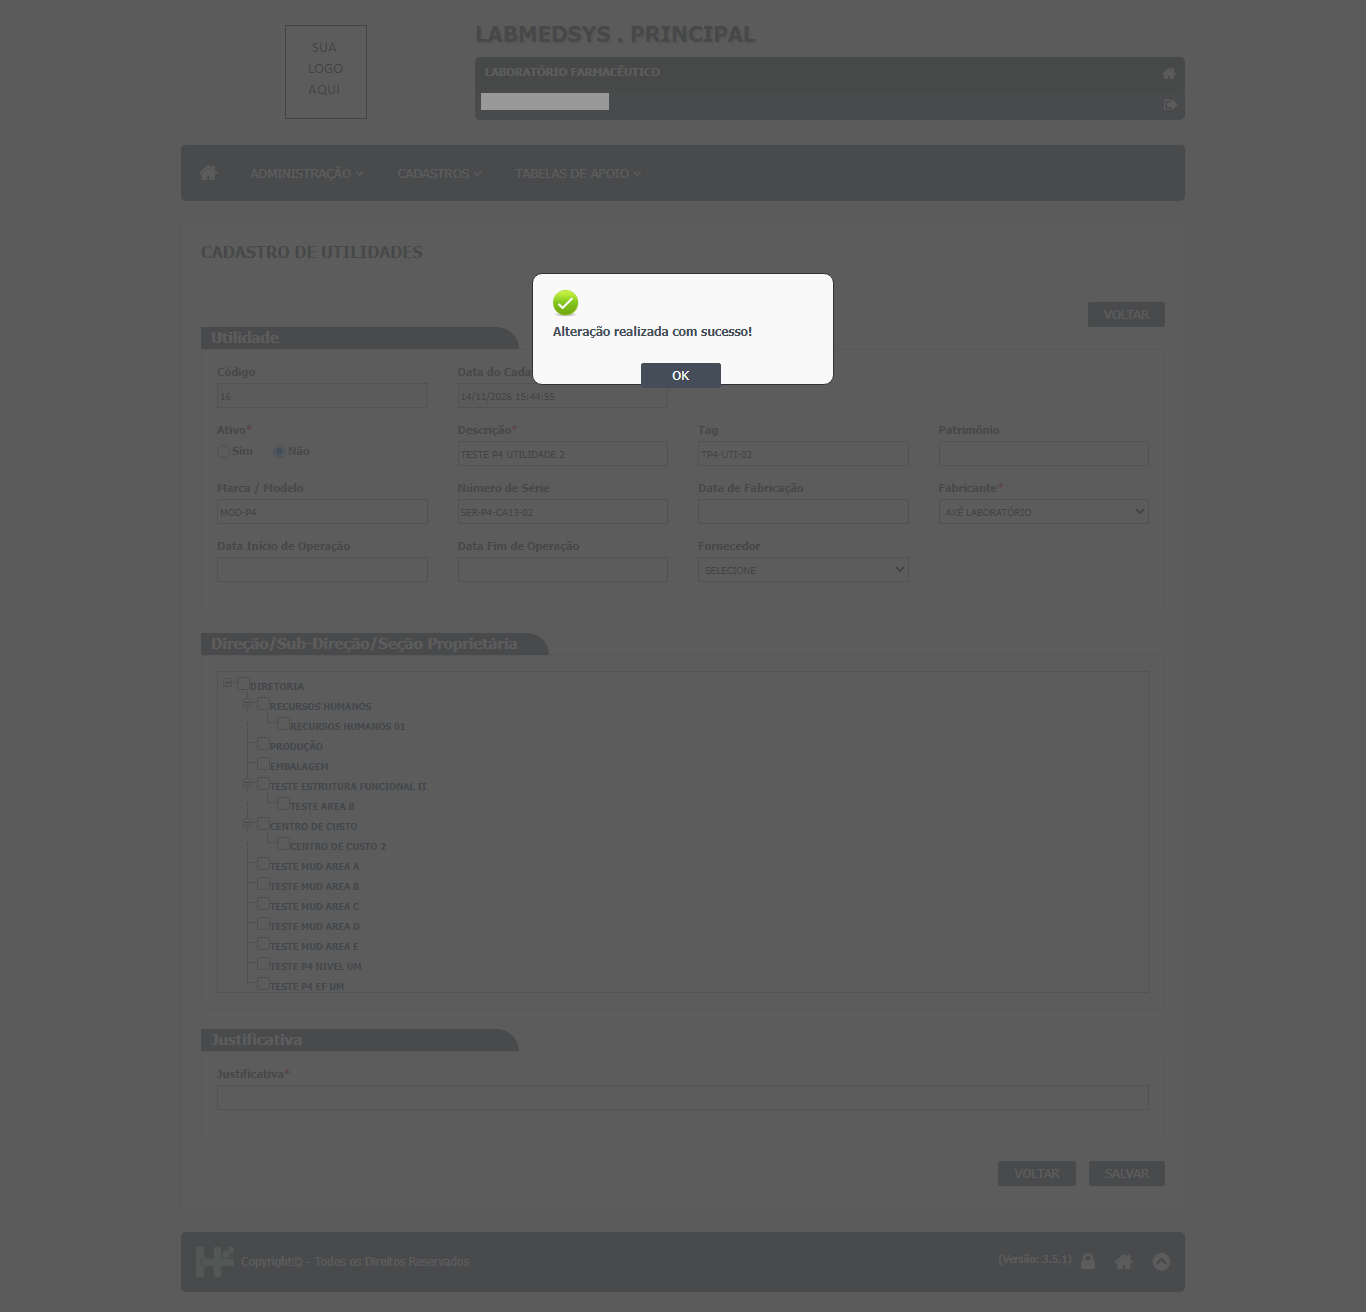 SUA
LOGO
AQUI
LABMEDSYS . PRINCIPAL
LABORATÓRIO FARMACÊUTICO
ADMINISTRAÇÃO
CADASTROS
TABELAS DE APOIO
CADASTRO DE UTILIDADES
Alteração realizada com sucesso!
OK
VOLTAR
Utilidade
Código
16
14/11/2026 15:44:55
Ativo*
Sim
Não
Descrição*
TESTE P4 UTILIDADE 2
Tag
TP4-UTI-02
Patrimônio
Marca / Modelo
MOD-P4
Número de Série
SER-P4-CA13-02
Data de Fabricação
Fabricante*
AXÉ LABORATÓRIO
Data Início de Operação
Data Fim de Operação
Fornecedor
SELECIONE
Direção/Sub-Direção/Seção Proprietária
DIRETORIA
RECURSOS HUMANOS
RECURSOS HUMANOS 01
PRODUÇÃO
EMBALAGEM
TESTE ESTRUTURA FUNCIONAL II
TESTE AREA B
CENTRO DE CUSTO
CENTRO DE CUSTO 2
TESTE MUD AREA A
TESTE MUD AREA B
TESTE MUD AREA C
TESTE MUD AREA D
TESTE MUD AREA E
TESTE P4 NIVEL UM
TESTE P4 EF UM
Justificativa
Justificativa*
VOLTAR
SALVAR
Copyright© - Todos os Direitos Reservados
(Versão: 3.5.1)